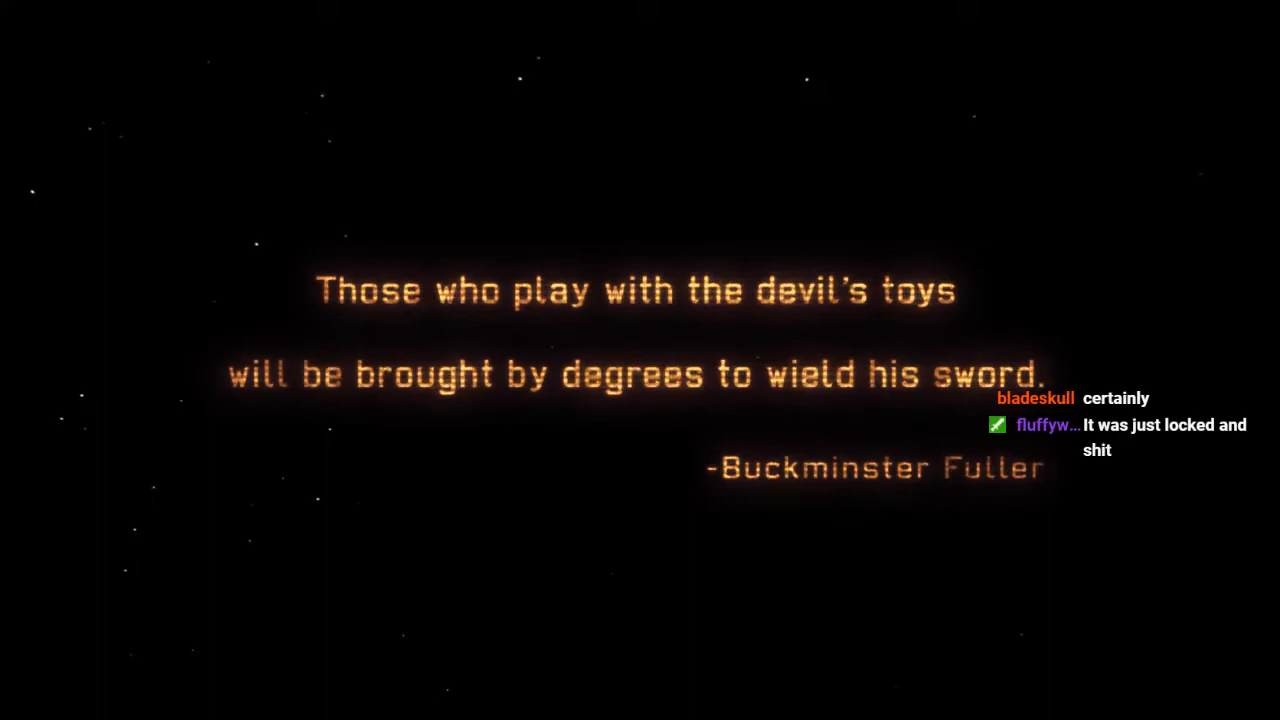 Those who play with the devil's toys
will be brought by degrees to wield his sword.
-Buckminster Fuller
bladeskull certainly
fluffyw... It was just locked and
shit